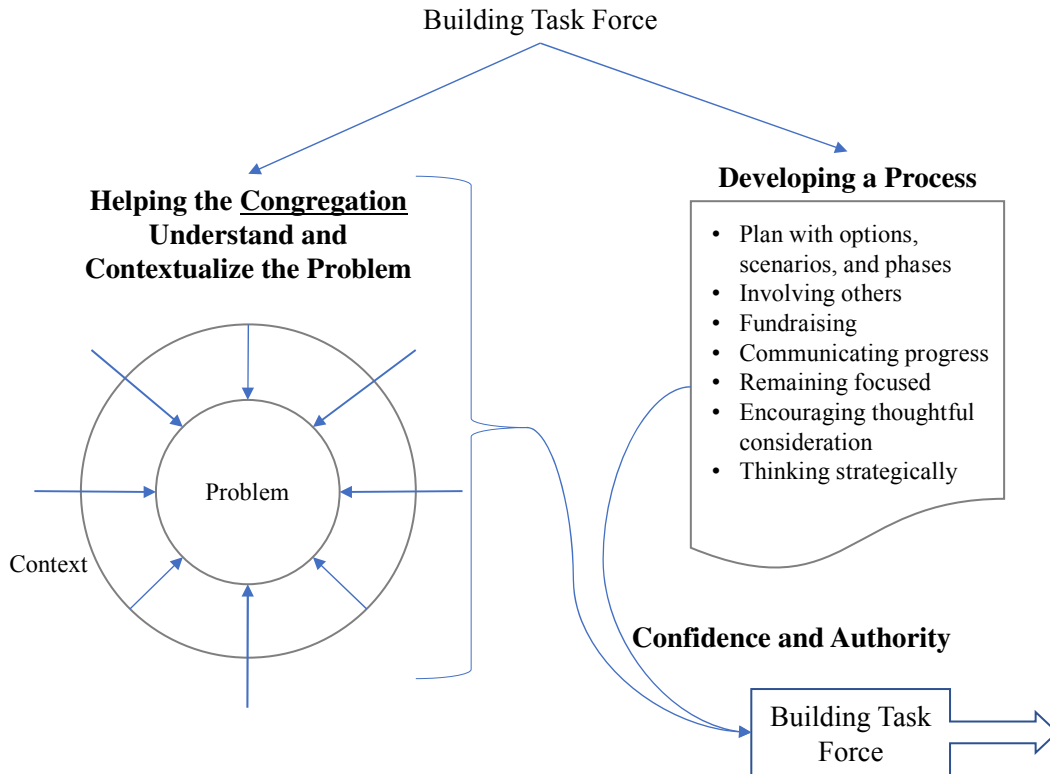 Building Task Force
Helping the Congregation
Understand and
Contextualize the Problem
Problem
Context
Developing a Process
• Plan with options,
scenarios, and phases
• Involving others
• Fundraising
• Communicating progress
• Remaining focused
• Encouraging thoughtful
consideration
• Thinking strategically
Confidence and Authority
Building Task
Force